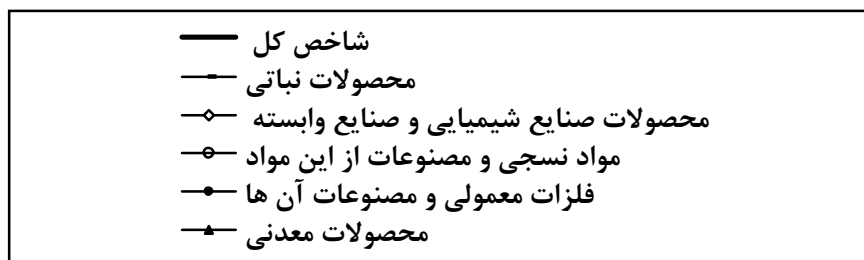 شاخص کل
محصولات نباتی
محصولات صنایع شیمیایی و صنایع وابسته
مواد نسجی و مصنوعات از این مواد
فلزات معمولی و مصنوعات آن ها
محصولات معدنی